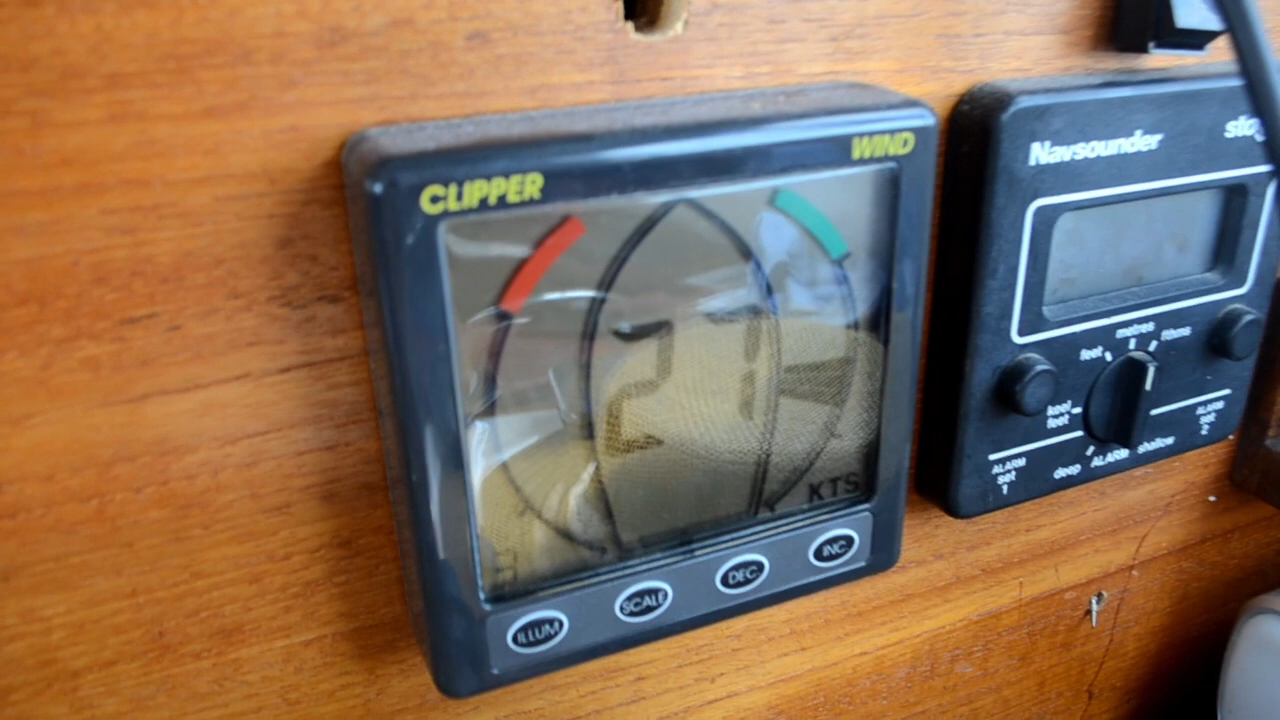 CLIPPER
WIND
27
KTS
ILLUM
SCALE
DEC.
INC.
Navsounder
feet
metres
fthms
keel
feet
ALARM
set
1
deep
ALARM
shallow
ALARM
set
2